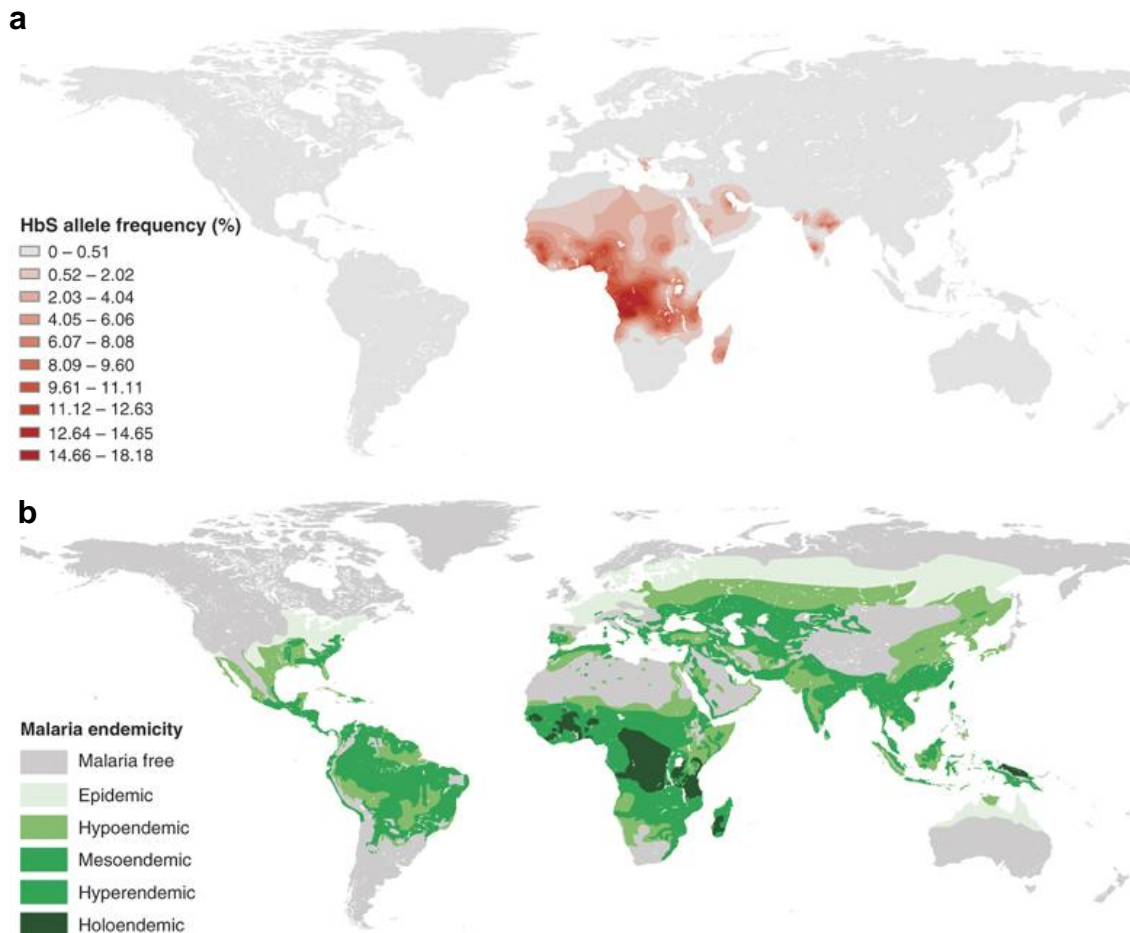 a
HbS allele frequency (%)
0 – 0.51
0.52 – 2.02
2.03 – 4.04
4.05 – 6.06
6.07 – 8.08
8.09 – 9.60
9.61 – 11.11
11.12 – 12.63
12.64 – 14.65
14.66 – 18.18
b
Malaria endemicity
Malaria free
Epidemic
Hypoendemic
Mesoendemic
Hyperendemic
Holoendemic